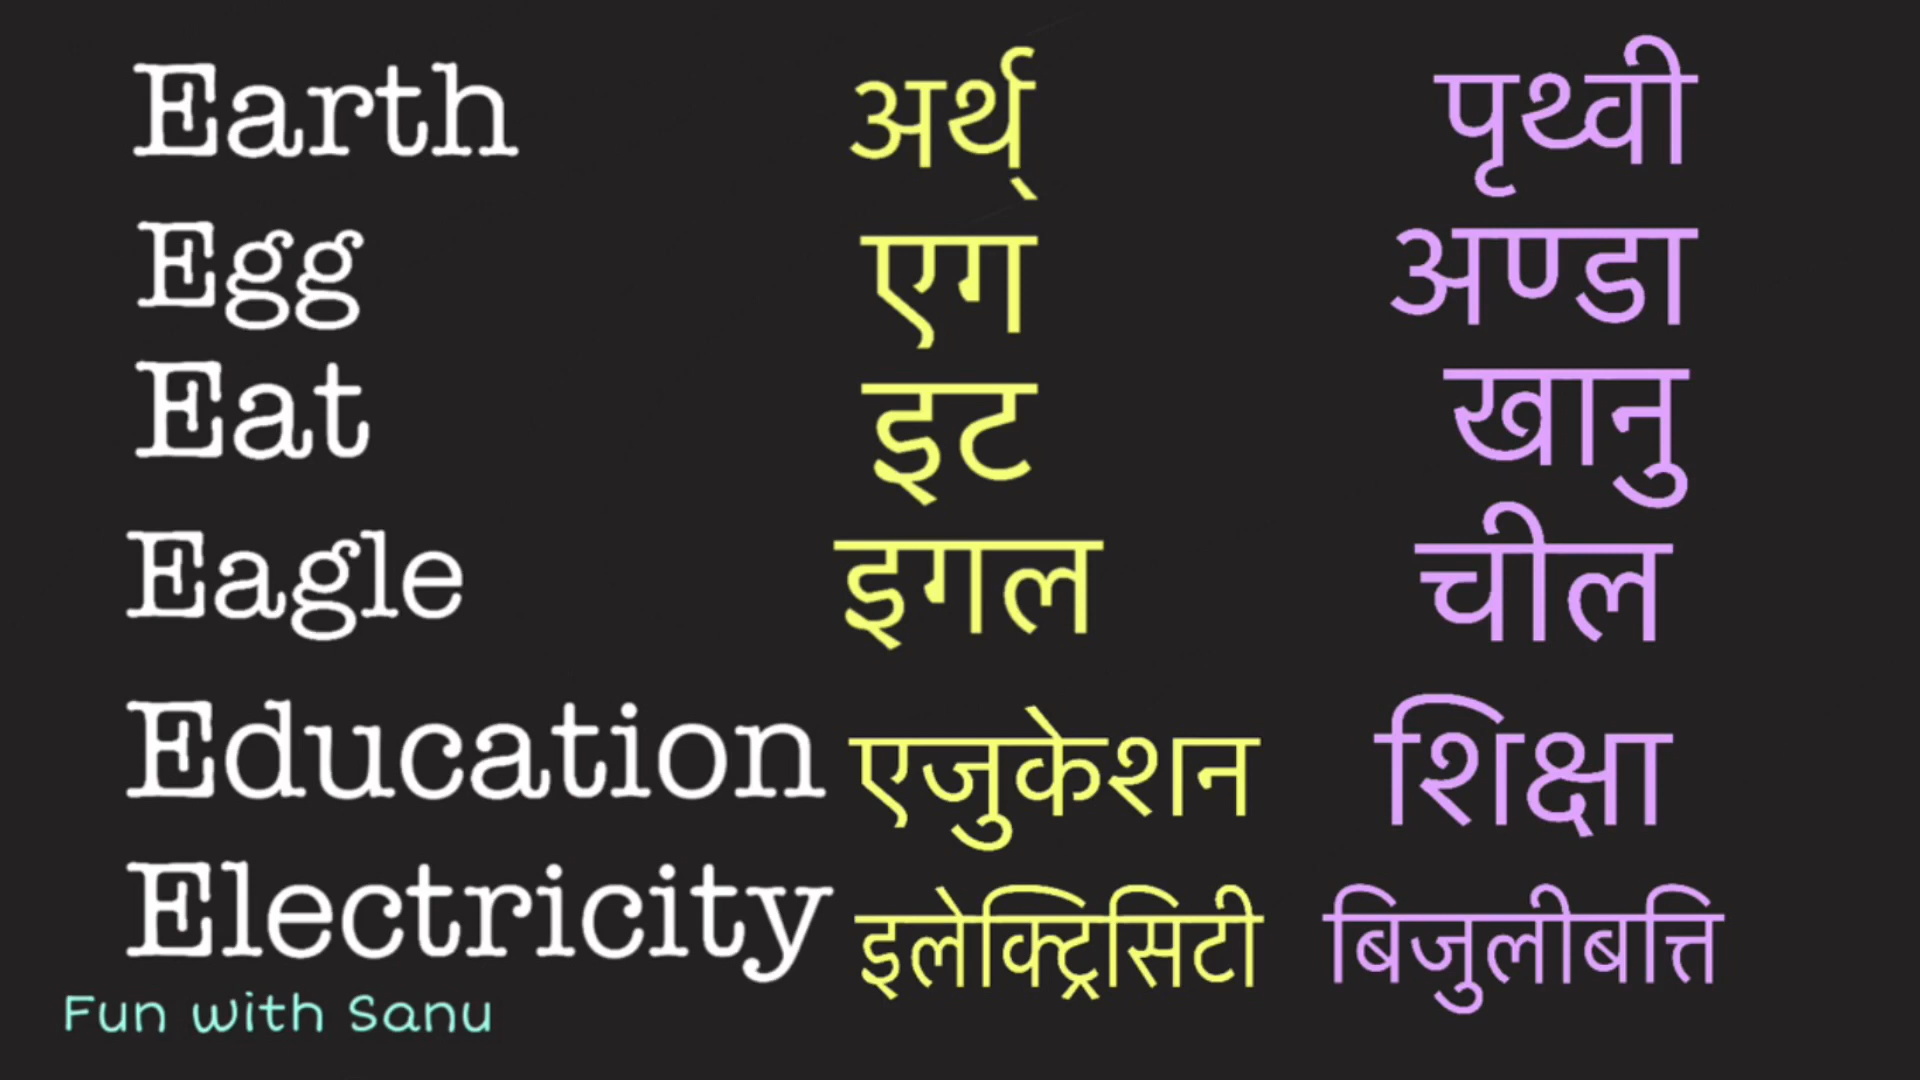 Earth अर्थ् पृथ्वी
Egg एग अण्डा
Eat इट खानु
Eagle इगल चील
Education एजुकेशन शिक्षा
Electricity इलेक्ट्रिसिटी बिजुलीबत्ति
Fun with Sanu